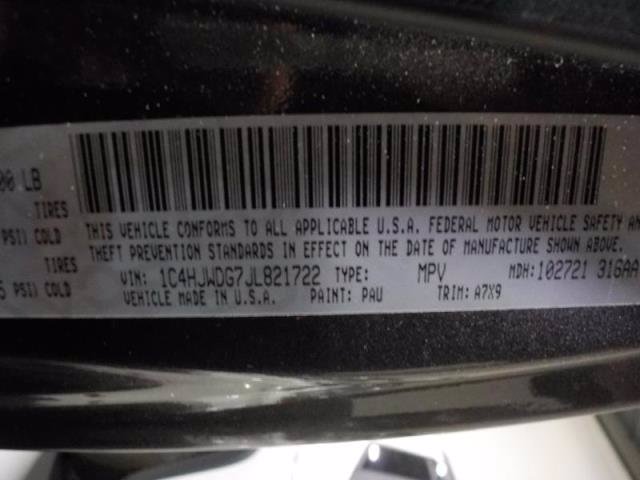 00 LB
TIRES
THIS VEHICLE CONFORMS TO ALL APPLICABLE U.S.A. FEDERAL MOTOR VEHICLE SAFETY AN
PSI) COLD
THEFT PREVENTION STANDARDS IN EFFECT ON THE DATE OF MANUFACTURE SHOWN ABOVE.
TIRES
VIN: 1C4HJWDG7JL821722 TYPE: MPV MDH:102721 316AA
5 PSI) COLD
VEHICLE MADE IN U.S.A. PAINT: PAU TRIM: A7X9